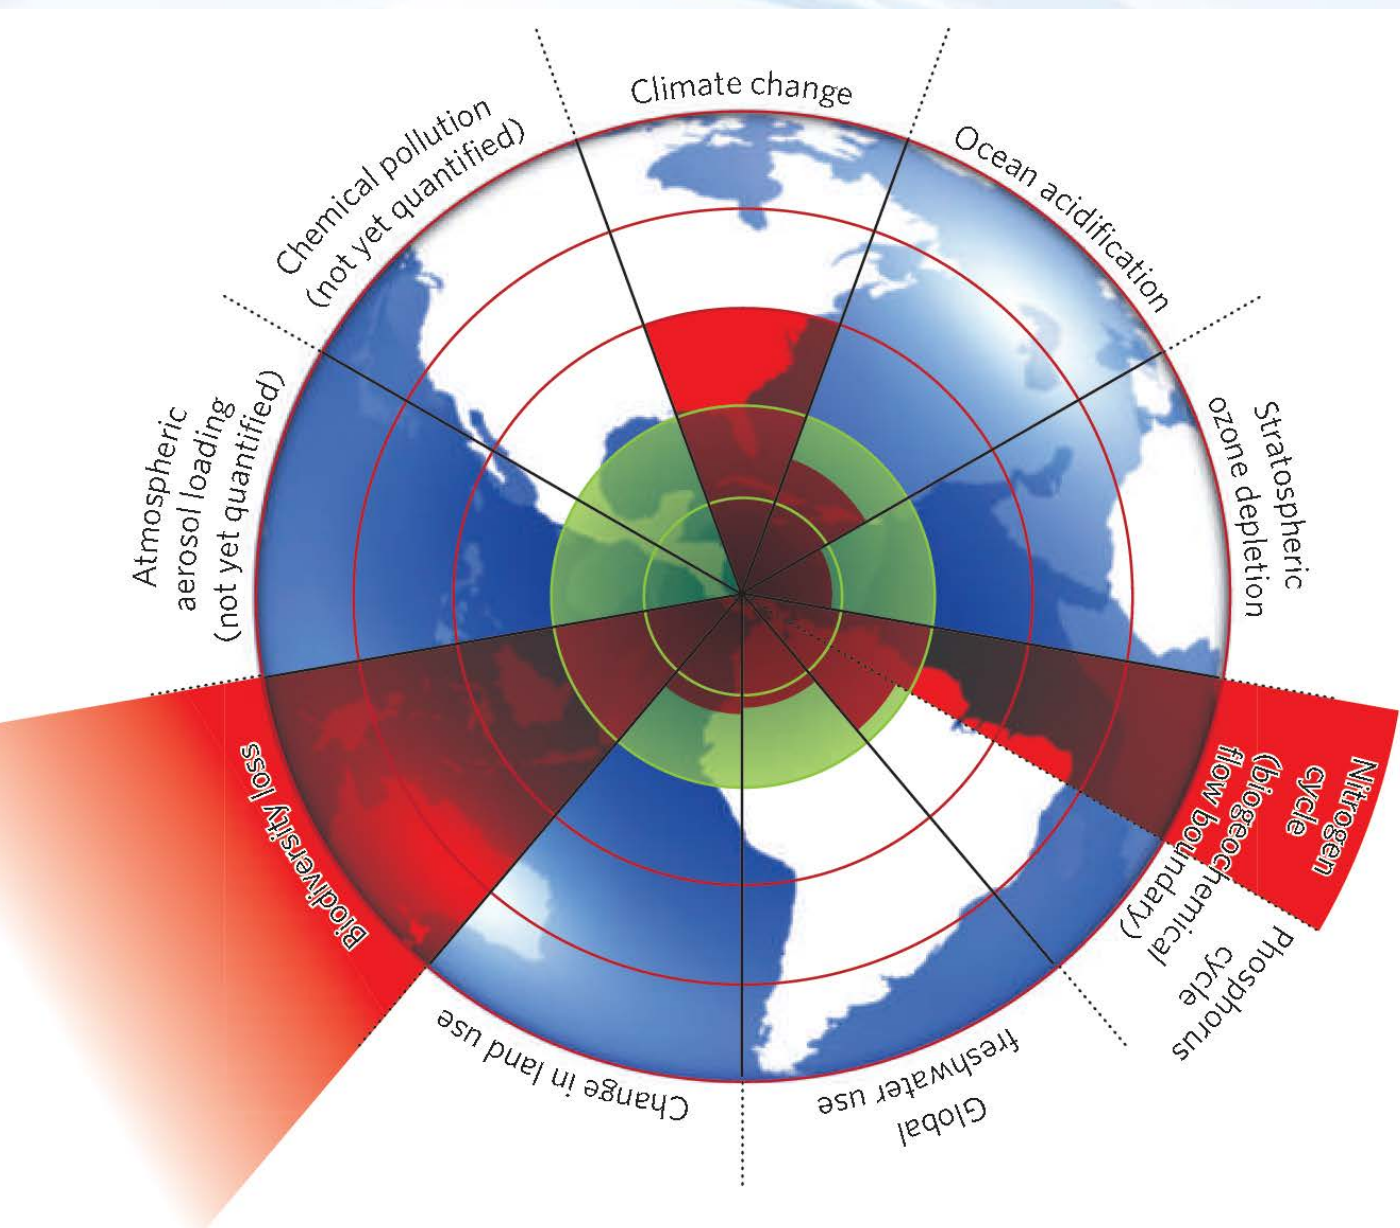 Climate change
Ocean acidification
Stratospheric
ozone depletion
Nitrogen
cycle
(biogeochemical
flow boundary)
Phosphorus
cycle
Global
freshwater use
Change in land use
Biodiversity loss
Atmospheric
aerosol loading
(not yet quantified)
Chemical pollution
(not yet quantified)